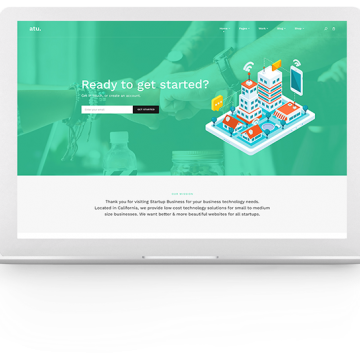 stu.
Ready to get started?
GET STARTED
Thank you for visiting Startup Business for your business technology needs.
Located in California, we provide low-cost technology solutions for small to medium
size businesses. We want better & more beautiful websites for all startups.